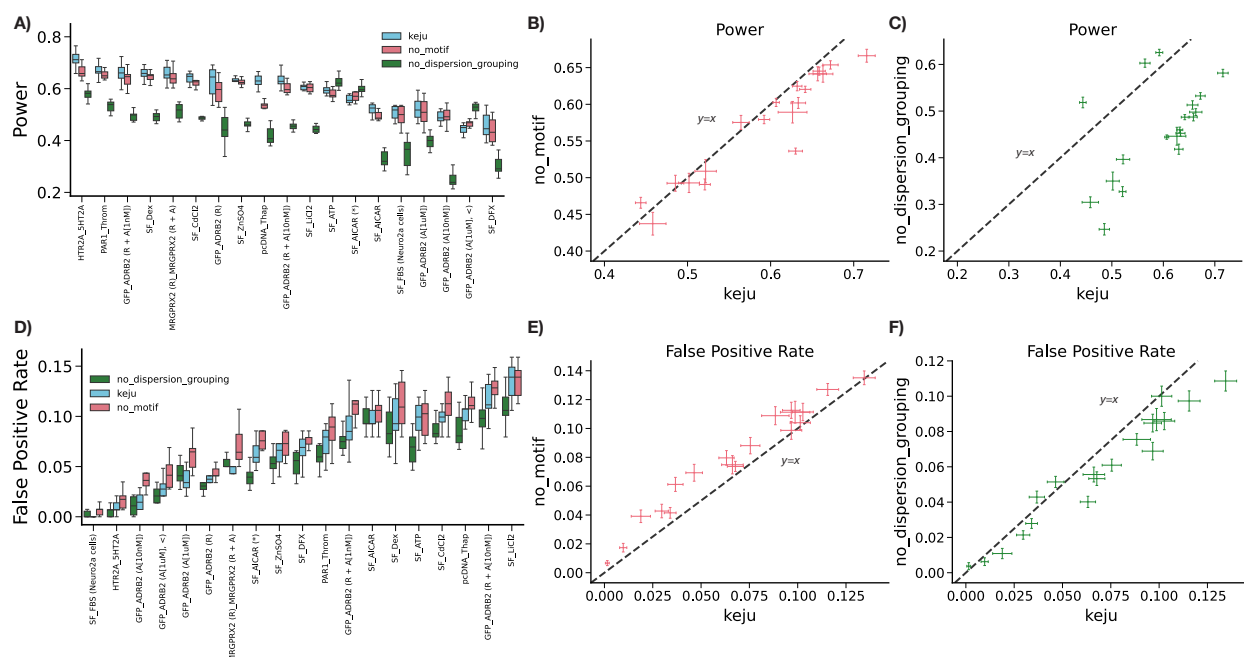 A)
Power
0.8
0.6
0.4
0.2
keju
no_motif
no_dispersion_grouping
HTR2A_5HT2A
PAR1_Throm
GFP_ADRB2 (R + A[1nM])
SF_Dex
MRGPRX2 (R)_MRGPRX2 (R + A)
SF_CdCl2
GFP_ADRB2 (R)
SF_ZnSO4
pcDNA_Thap
GFP_ADRB2 (R + A[10nM])
SF_LiCl2
SF_ATP
SF_AICAR (*)
SF_AICAR
SF_FBS (Neuro2a cells)
GFP_ADRB2 (A[1uM])
GFP_ADRB2 (A[10nM])
GFP_ADRB2 (A[1uM], <)
SF_DFX
B)
Power
no_motif
0.65
0.60
0.55
0.50
0.45
0.40
y=x
0.4
0.5
0.6
0.7
keju
C)
Power
no_dispersion_grouping
0.6
0.5
0.4
0.3
0.2
y=x
0.2
0.3
0.4
0.5
0.6
0.7
keju
D)
False Positive Rate
0.15
0.10
0.05
0.00
no_dispersion_grouping
keju
no_motif
SF_FBS (Neuro2a cells)
HTR2A_5HT2A
GFP_ADRB2 (A[10nM])
GFP_ADRB2 (A[1uM], <)
GFP_ADRB2 (A[1uM])
GFP_ADRB2 (R)
MRGPRX2 (R)_MRGPRX2 (R + A)
SF_AICAR (*)
SF_ZnSO4
SF_DFX
PAR1_Throm
GFP_ADRB2 (R + A[1nM])
SF_AICAR
SF_Dex
SF_ATP
SF_CdCl2
pcDNA_Thap
GFP_ADRB2 (R + A[10nM])
SF_LiCl2
E)
False Positive Rate
no_motif
0.14
0.12
0.10
0.08
0.06
0.04
0.02
0.00
y=x
0.000
0.025
0.050
0.075
0.100
0.125
keju
F)
False Positive Rate
no_dispersion_grouping
0.12
0.10
0.08
0.06
0.04
0.02
0.00
y=x
0.000
0.025
0.050
0.075
0.100
0.125
keju